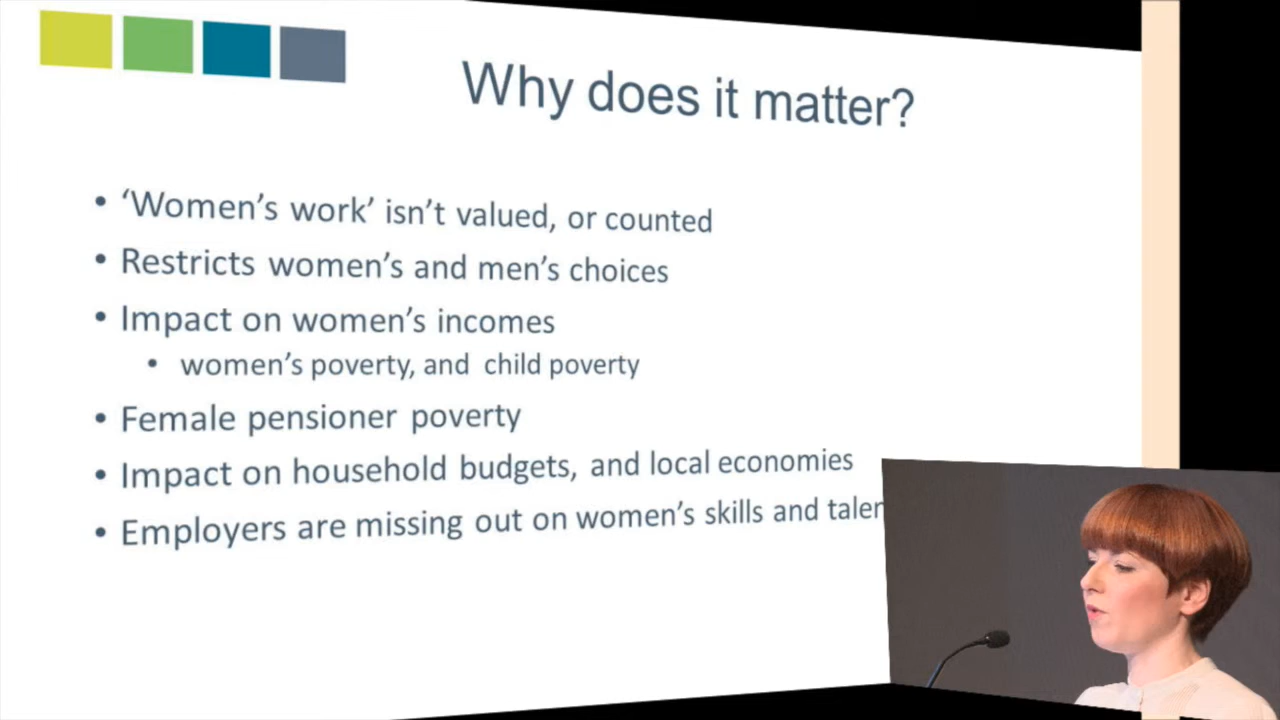 Why does it matter?
• ‘Women’s work’ isn’t valued, or counted
• Restricts women’s and men’s choices
• Impact on women’s incomes
• women’s poverty, and child poverty
• Female pensioner poverty
• Impact on household budgets, and local economies
• Employers are missing out on women’s skills and